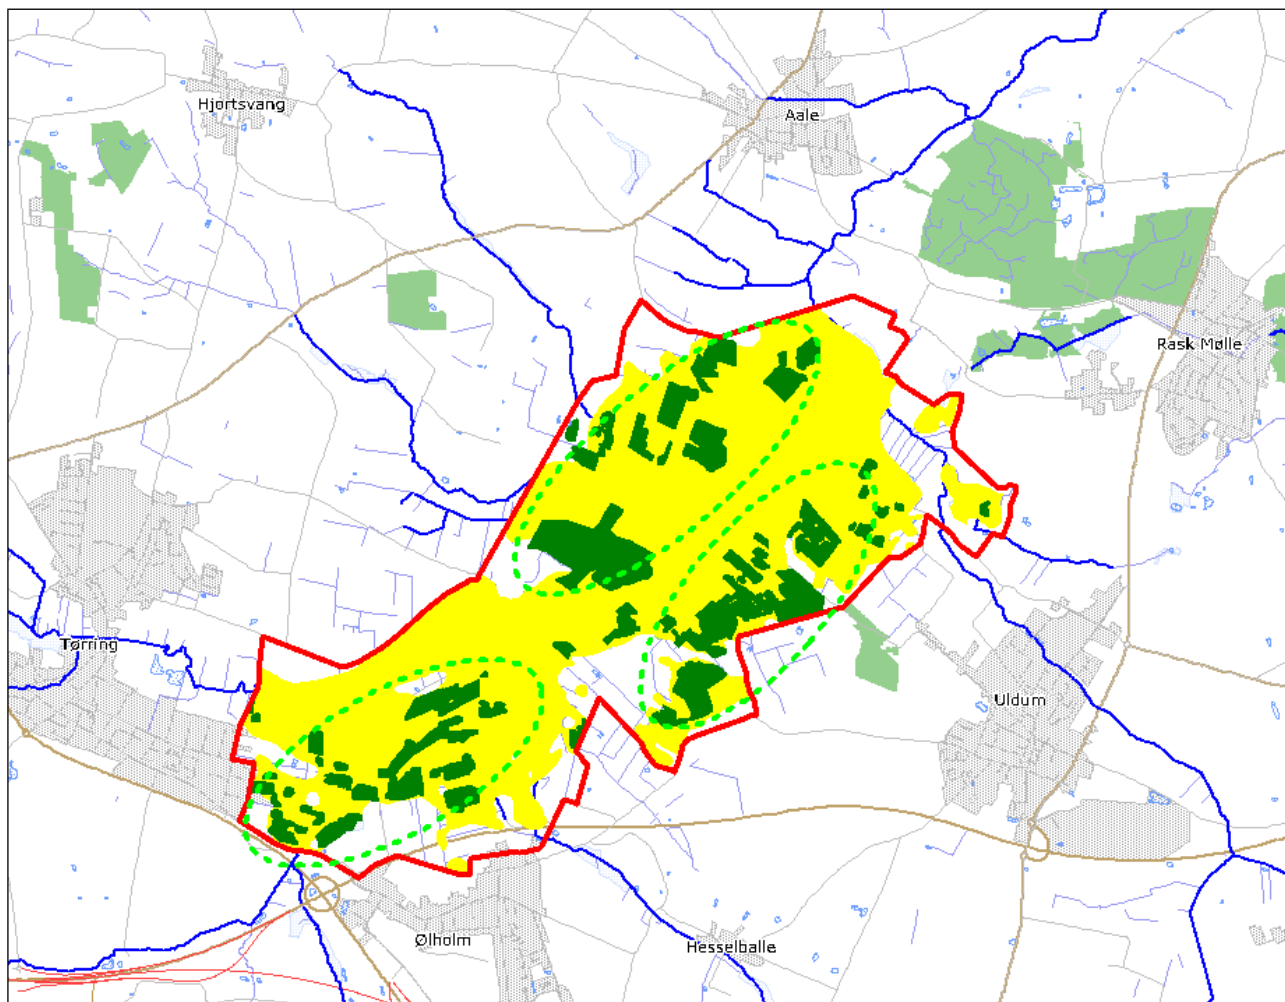 Hjortsvang
Aale
Rask Mølle
Tørring
Uldum
Ølholm
Hesselballe